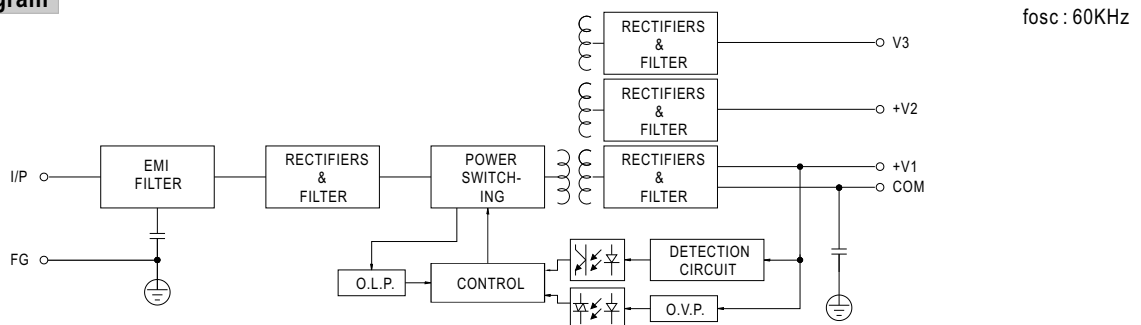 gram
fosc : 60KHz
RECTIFIERS
&
FILTER
V3
RECTIFIERS
&
FILTER
+V2
I/P
EMI
FILTER
RECTIFIERS
&
FILTER
POWER
SWITCH-
ING
RECTIFIERS
&
FILTER
+V1
COM
FG
O.L.P.
CONTROL
DETECTION
CIRCUIT
O.V.P.